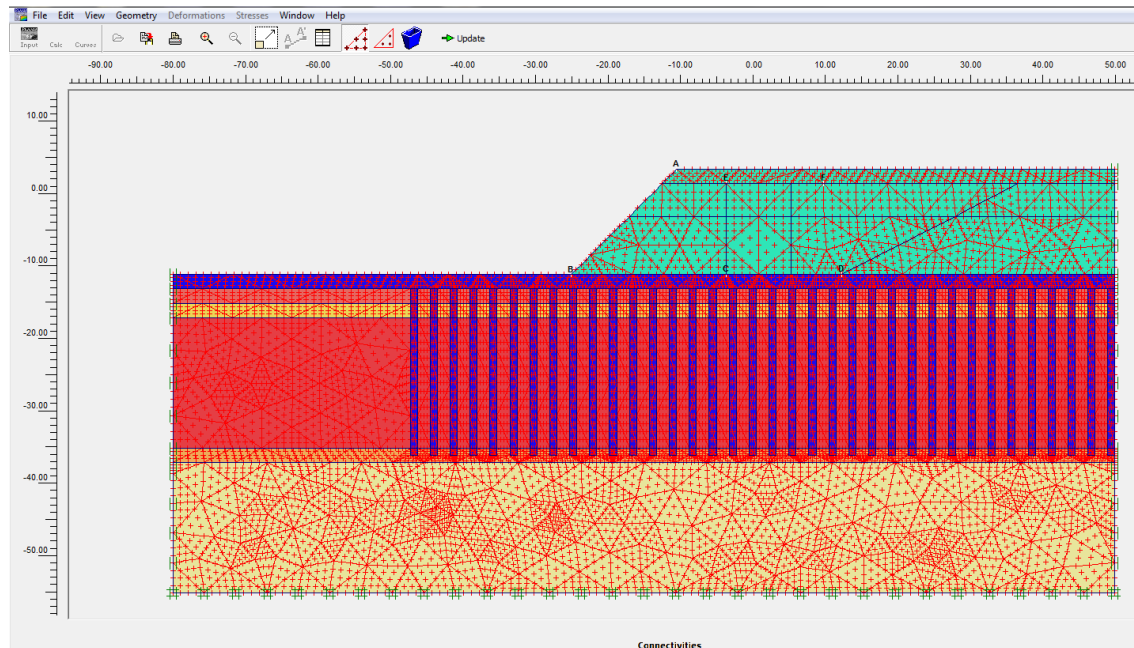 File Edit View Geometry Deformations Stresses Window Help
Input Calc Curves Update
-90.00 -80.00 -70.00 -60.00 -50.00 -40.00 -30.00 -20.00 -10.00 0.00 10.00 20.00 30.00 40.00 50.00
10.00
A
0.00
E F
-10.00
B C D
-20.00
-30.00
-40.00
-50.00
Connectivities